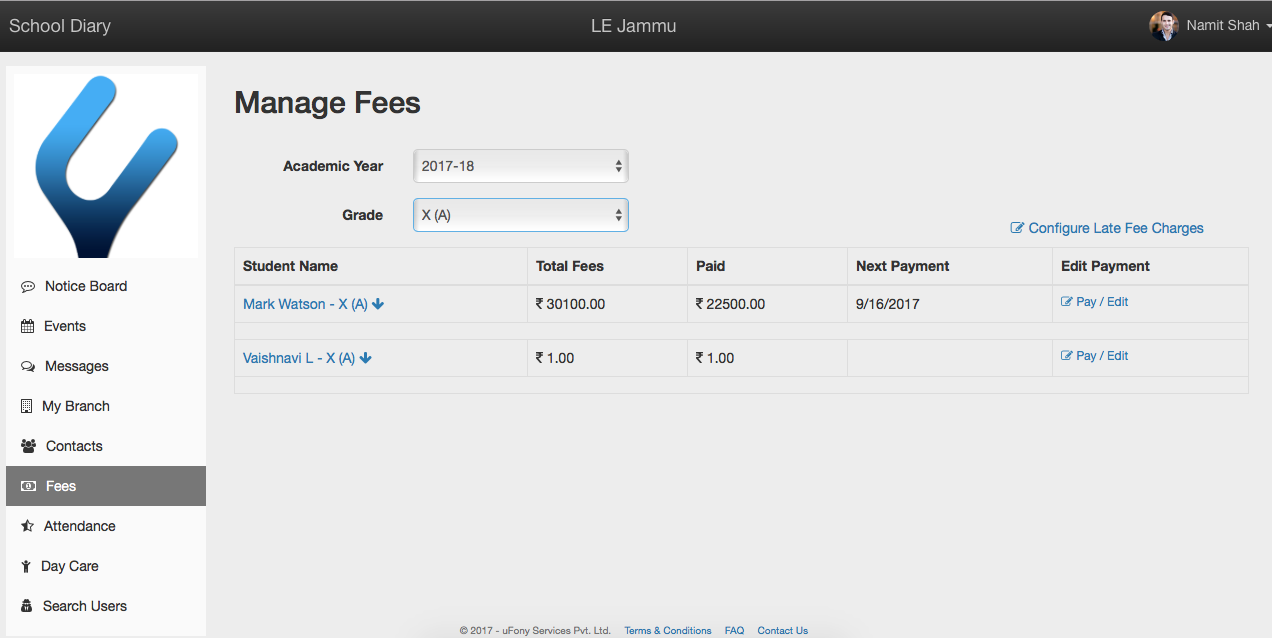 School Diary LE Jammu Namit Shah
Manage Fees
Academic Year 2017-18
Grade X (A)
Configure Late Fee Charges
Student Name Total Fees Paid Next Payment Edit Payment
Mark Watson - X (A) ₹ 30100.00 ₹ 22500.00 9/16/2017 Pay / Edit
Vaishnavi L - X (A) ₹ 1.00 ₹ 1.00 Pay / Edit
Notice Board
Events
Messages
My Branch
Contacts
Fees
Attendance
Day Care
Search Users
© 2017 - uFony Services Pvt. Ltd. Terms & Conditions FAQ Contact Us